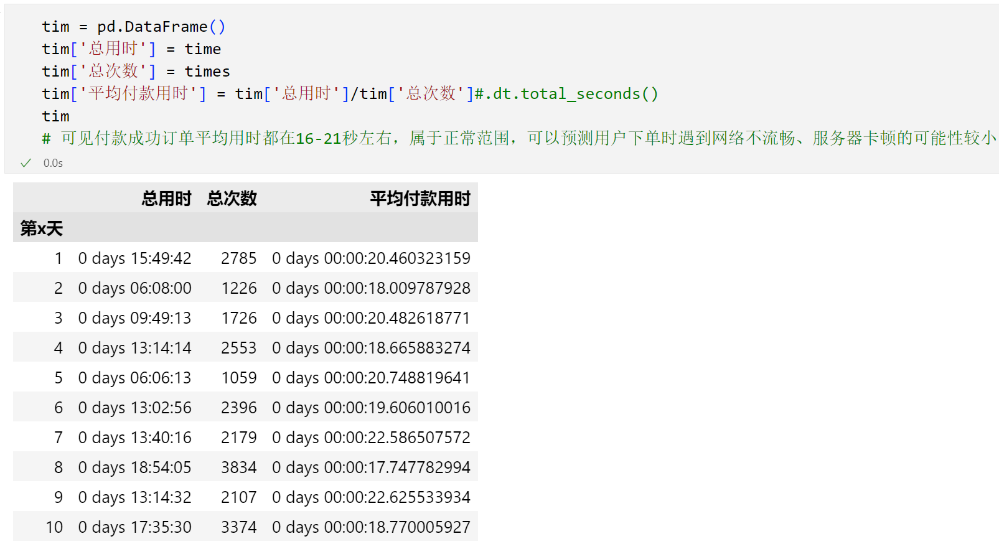 tim = pd.DataFrame()
tim['总用时'] = time
tim['总次数'] = times
tim['平均付款用时'] = tim['总用时']/tim['总次数']#.dt.total_seconds()
tim
# 可见付款成功订单平均用时都在16-21秒左右，属于正常范围，可以预测用户下单时遇到网络不流畅、服务器卡顿的可能性较小
0.0s
总用时 总次数 平均付款用时
第x天
1 0 days 15:49:42 2785 0 days 00:00:20.460323159
2 0 days 06:08:00 1226 0 days 00:00:18.009787928
3 0 days 09:49:13 1726 0 days 00:00:20.482618771
4 0 days 13:14:14 2553 0 days 00:00:18.665883274
5 0 days 06:06:13 1059 0 days 00:00:20.748819641
6 0 days 13:02:56 2396 0 days 00:00:19.606010016
7 0 days 13:40:16 2179 0 days 00:00:22.586507572
8 0 days 18:54:05 3834 0 days 00:00:17.747782994
9 0 days 13:14:32 2107 0 days 00:00:22.625533934
10 0 days 17:35:30 3374 0 days 00:00:18.770005927